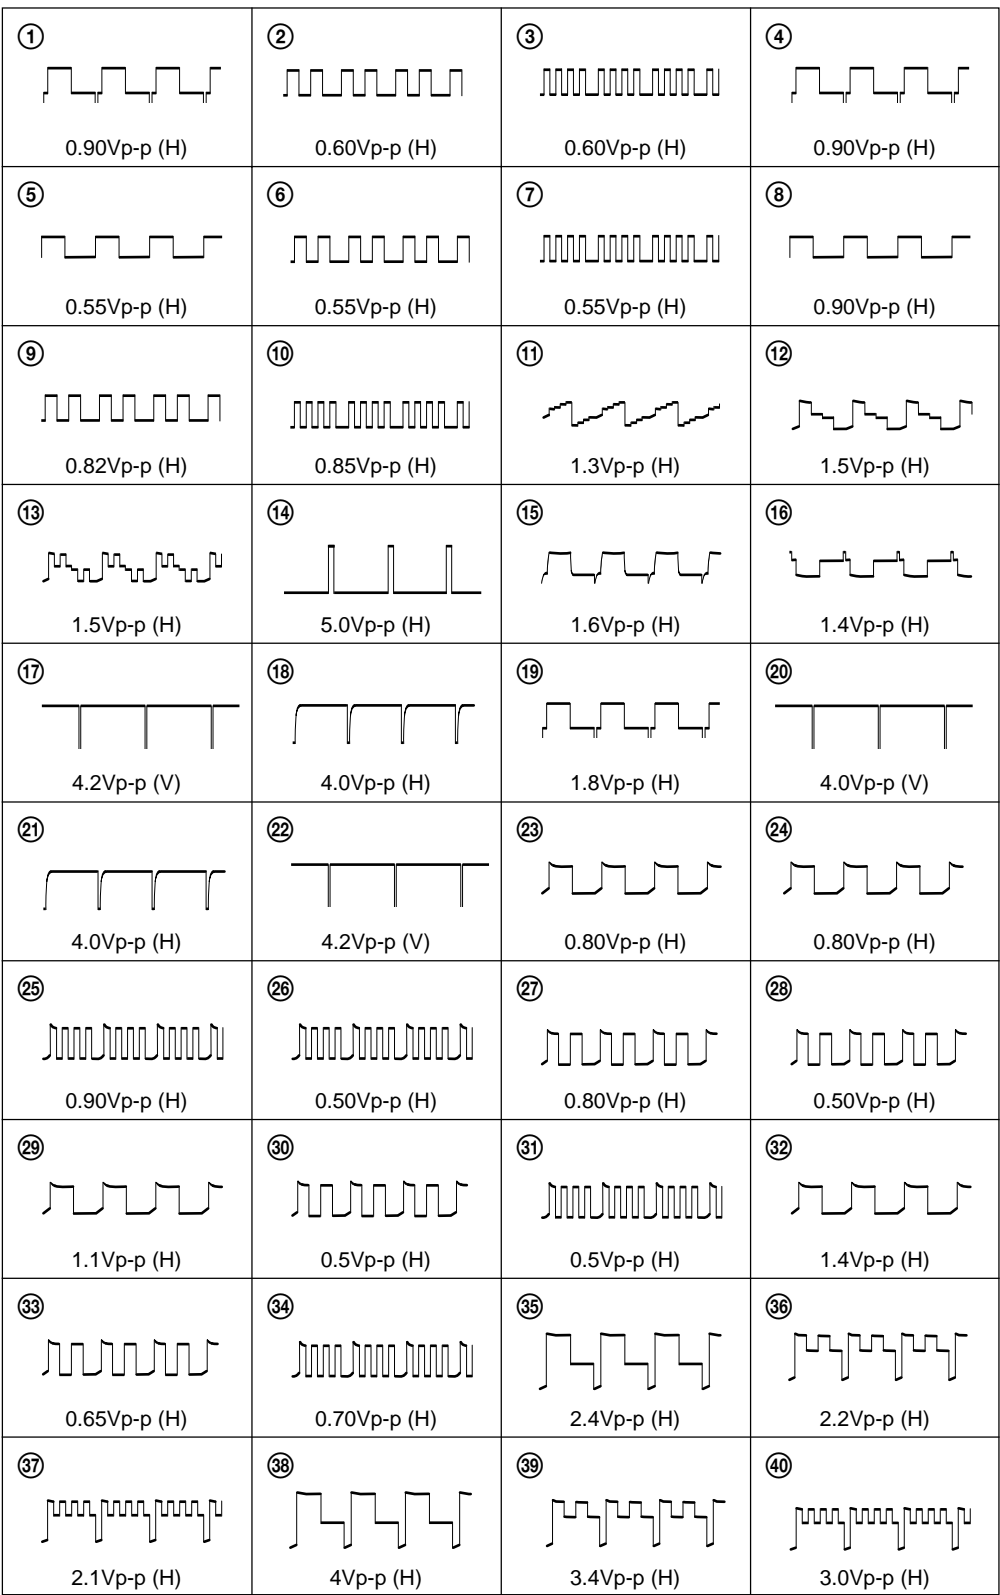 ① ② ③ ④
0.90Vp-p (H) 0.60Vp-p (H) 0.60Vp-p (H) 0.90Vp-p (H)
⑤ ⑥ ⑦ ⑧
0.55Vp-p (H) 0.55Vp-p (H) 0.55Vp-p (H) 0.90Vp-p (H)
⑨ ⑩ ⑪ ⑫
0.82Vp-p (H) 0.85Vp-p (H) 1.3Vp-p (H) 1.5Vp-p (H)
⑬ ⑭ ⑮ ⑯
1.5Vp-p (H) 5.0Vp-p (H) 1.6Vp-p (H) 1.4Vp-p (H)
⑰ ⑱ ⑲ ⑳
4.2Vp-p (V) 4.0Vp-p (H) 1.8Vp-p (H) 4.0Vp-p (V)
㉑ ㉒ ㉓ ㉔
4.0Vp-p (H) 4.2Vp-p (V) 0.80Vp-p (H) 0.80Vp-p (H)
㉕ ㉖ ㉗ ㉘
0.90Vp-p (H) 0.50Vp-p (H) 0.80Vp-p (H) 0.50Vp-p (H)
㉙ ㉚ ㉛ ㉜
1.1Vp-p (H) 0.5Vp-p (H) 0.5Vp-p (H) 1.4Vp-p (H)
㉝ ㉞ ㉟ ㊱
0.65Vp-p (H) 0.70Vp-p (H) 2.4Vp-p (H) 2.2Vp-p (H)
㊲ ㊳ ㊴ ㊵
2.1Vp-p (H) 4Vp-p (H) 3.4Vp-p (H) 3.0Vp-p (H)